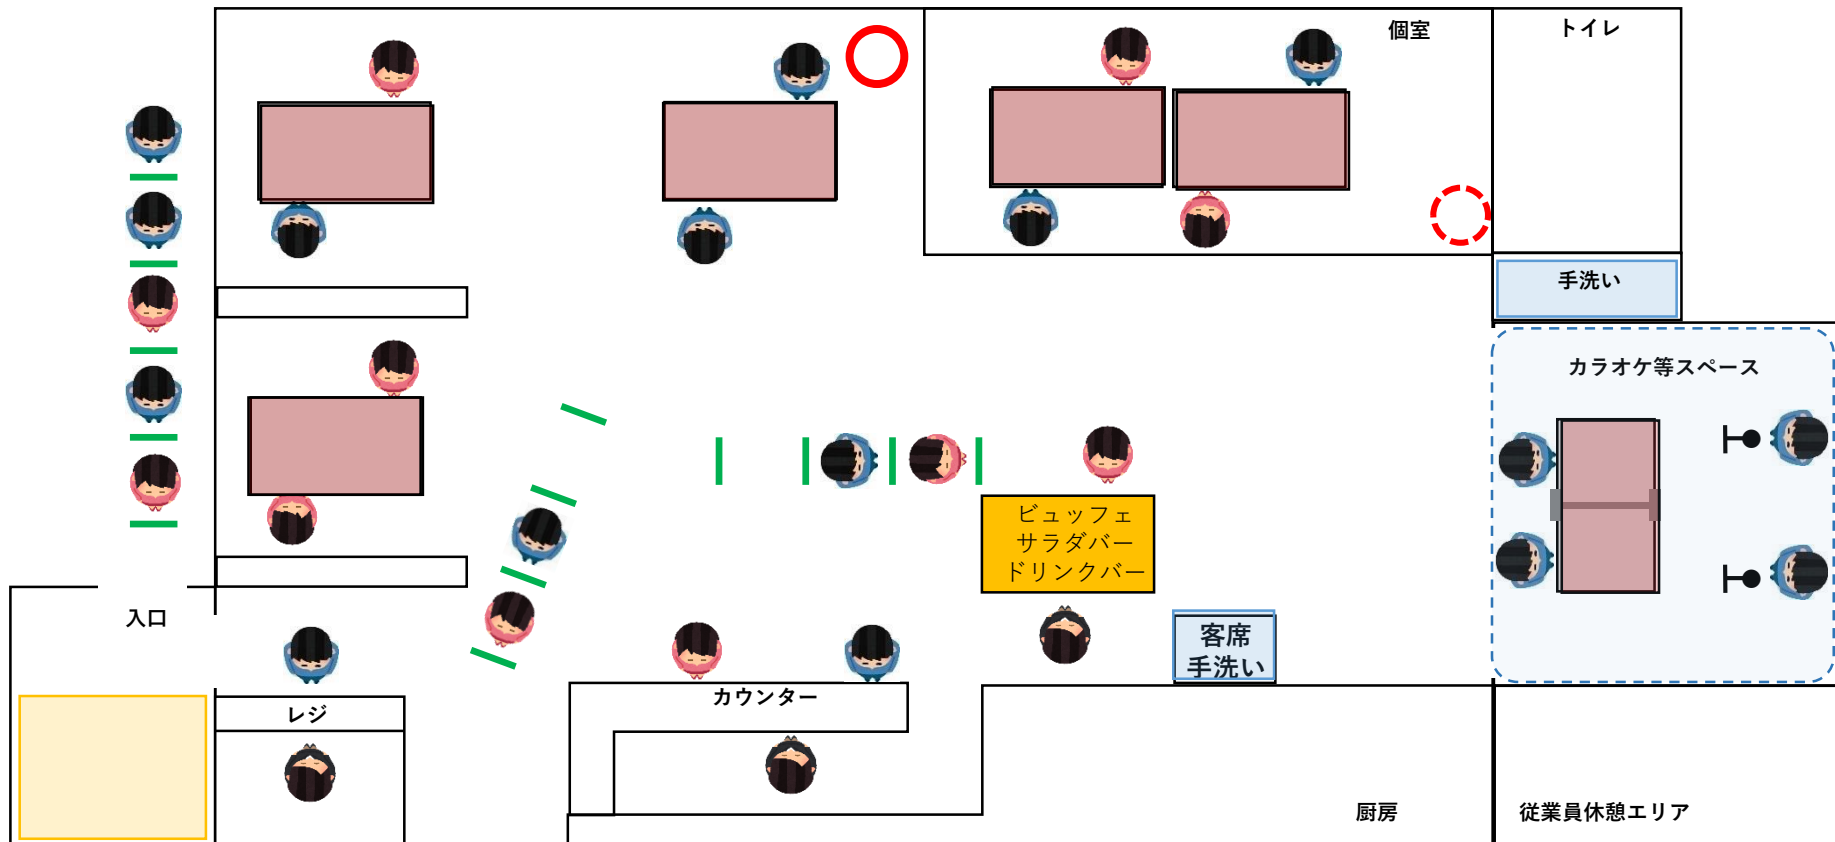 個室
トイレ
手洗い
カラオケ等スペース
ビュッフェ
サラダバー
ドリンクバー
入口
客席
手洗い
カウンター
レジ
厨房
従業員休憩エリア